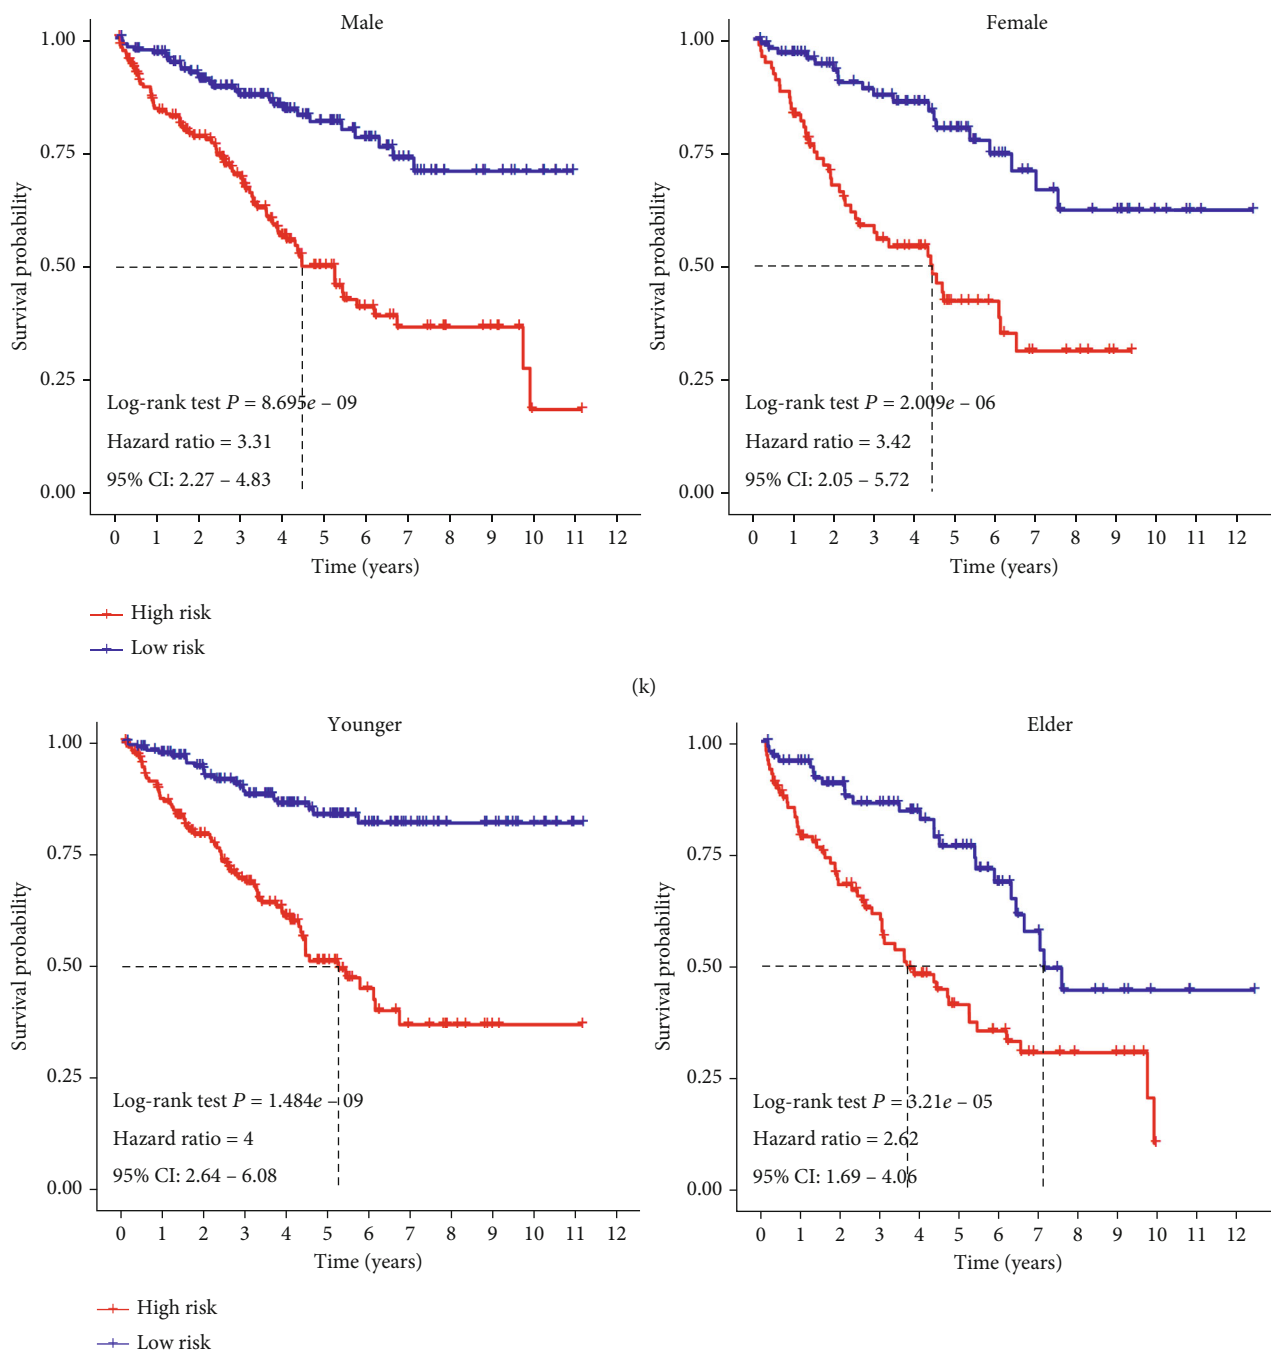 Male
Survival probability
1.00
0.75
0.50
0.25
0.00
Log-rank test P = 8.695e – 09
Hazard ratio = 3.31
95% CI: 2.27 – 4.83
0 1 2 3 4 5 6 7 8 9 10 11 12
Time (years)
Female
Survival probability
1.00
0.75
0.50
0.25
0.00
Log-rank test P = 2.009e – 06
Hazard ratio = 3.42
95% CI: 2.05 – 5.72
0 1 2 3 4 5 6 7 8 9 10 11 12
Time (years)
High risk
Low risk
(k)
Younger
Survival probability
1.00
0.75
0.50
0.25
0.00
Log-rank test P = 1.484e – 09
Hazard ratio = 4
95% CI: 2.64 – 6.08
0 1 2 3 4 5 6 7 8 9 10 11 12
Time (years)
Elder
Survival probability
1.00
0.75
0.50
0.25
0.00
Log-rank test P = 3.21e – 05
Hazard ratio = 2.62
95% CI: 1.69 – 4.06
0 1 2 3 4 5 6 7 8 9 10 11 12
Time (years)
High risk
Low risk